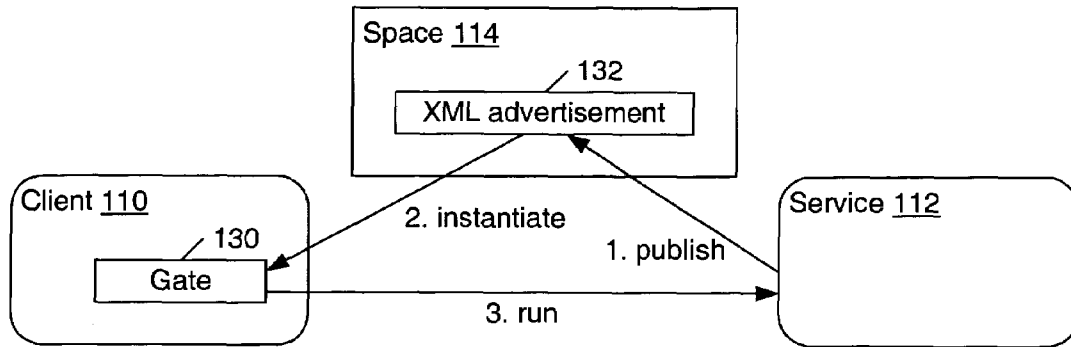 Space 114
132
XML advertisement
Client 110
2. instantiate
Service 112
130
1. publish
Gate
3. run